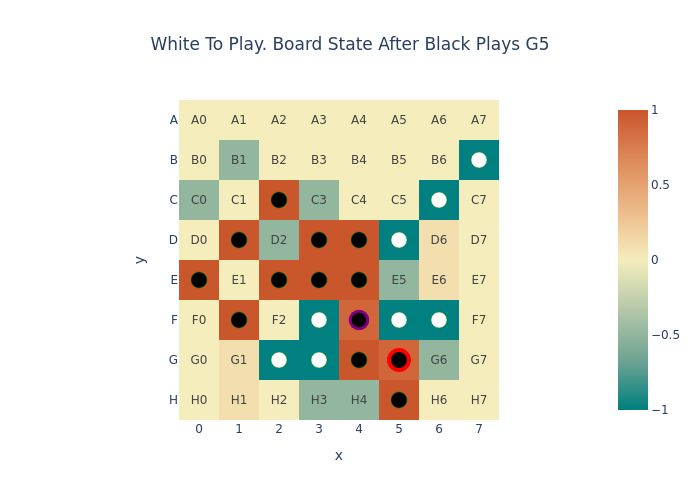 White To Play. Board State After Black Plays G5
A A0 A1 A2 A3 A4 A5 A6 A7
B B0 B1 B2 B3 B4 B5 B6
C C0 C1 C3 C4 C5 C7
D D0 D2 D6 D7
E E1 E5 E6 E7
F F0 F2 F7
G G0 G1 G6 G7
H H0 H1 H2 H3 H4 H6 H7
0 1 2 3 4 5 6 7
x
y
1
0.5
0
−0.5
−1